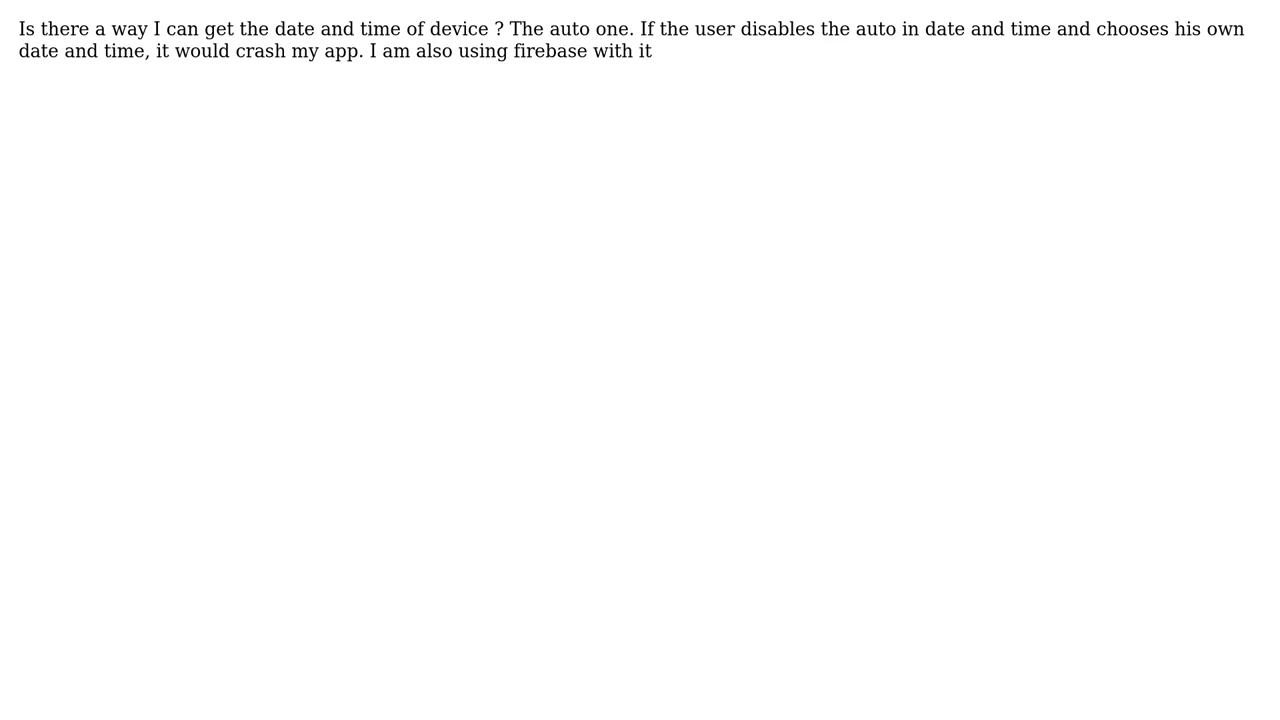 Is there a way I can get the date and time of device ? The auto one. If the user disables the auto in date and time and chooses his own
date and time, it would crash my app. I am also using firebase with it